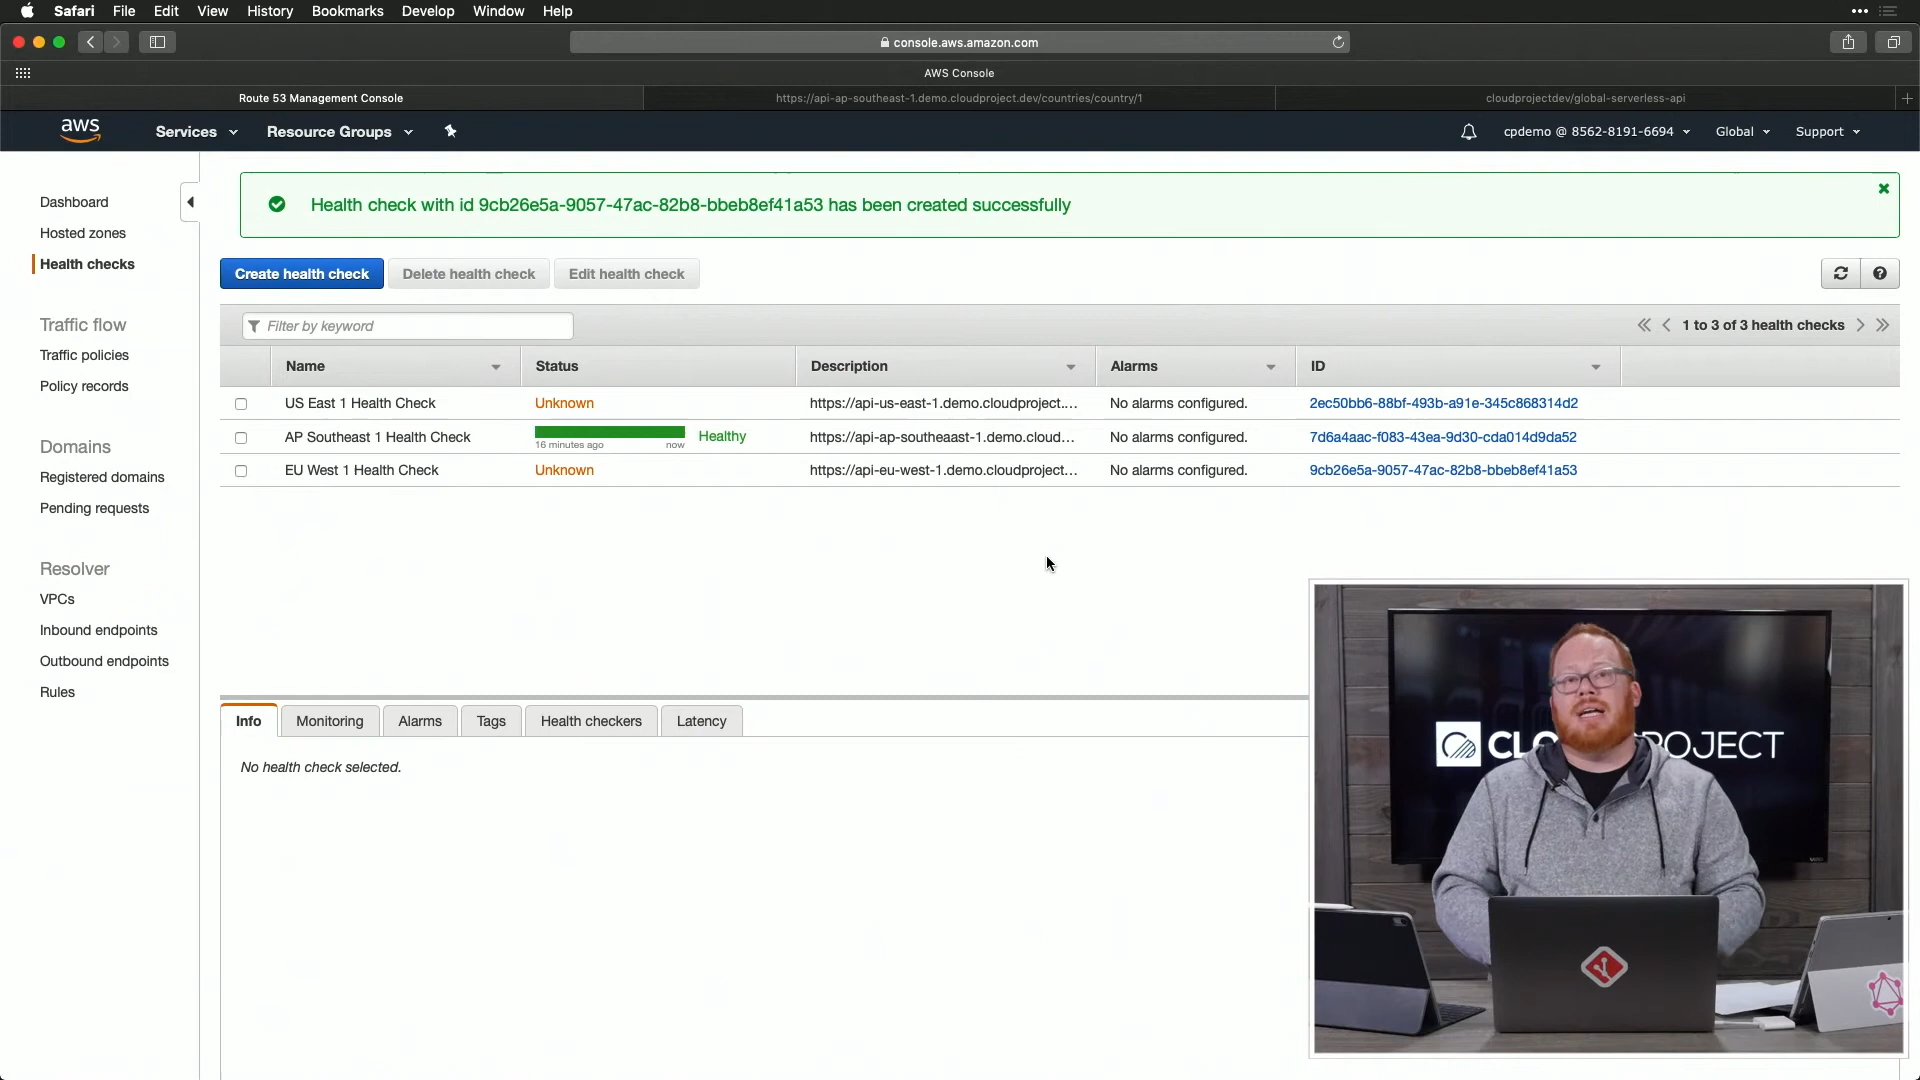 Safari File Edit View History Bookmarks Develop Window Help
console.aws.amazon.com
AWS Console
Route 53 Management Console
https://api-ap-southeast-1.demo.cloudproject.dev/countries/country/1
cloudprojectdev/global-serverless-api
aws Services Resource Groups
cpdemo @ 8562-8191-6694 Global Support
Dashboard
Hosted zones
Health checks
Traffic flow
Traffic policies
Policy records
Domains
Registered domains
Pending requests
Resolver
VPCs
Inbound endpoints
Outbound endpoints
Rules
Health check with id 9cb26e5a-9057-47ac-82b8-bbeb8ef41a53 has been created successfully
Create health check Delete health check Edit health check
Filter by keyword
1 to 3 of 3 health checks
Name Status Description Alarms ID
US East 1 Health Check Unknown https://api-us-east-1.demo.cloudproject.... No alarms configured. 2ec50bb6-88bf-493b-a91e-345c868314d2
AP Southeast 1 Health Check 16 minutes ago now Healthy https://api-ap-southeaast-1.demo.cloud... No alarms configured. 7d6a4aac-f083-43ea-9d30-cda014d9da52
EU West 1 Health Check Unknown https://api-eu-west-1.demo.cloudproject... No alarms configured. 9cb26e5a-9057-47ac-82b8-bbeb8ef41a53
Info Monitoring Alarms Tags Health checkers Latency
No health check selected.
CLO ROJECT